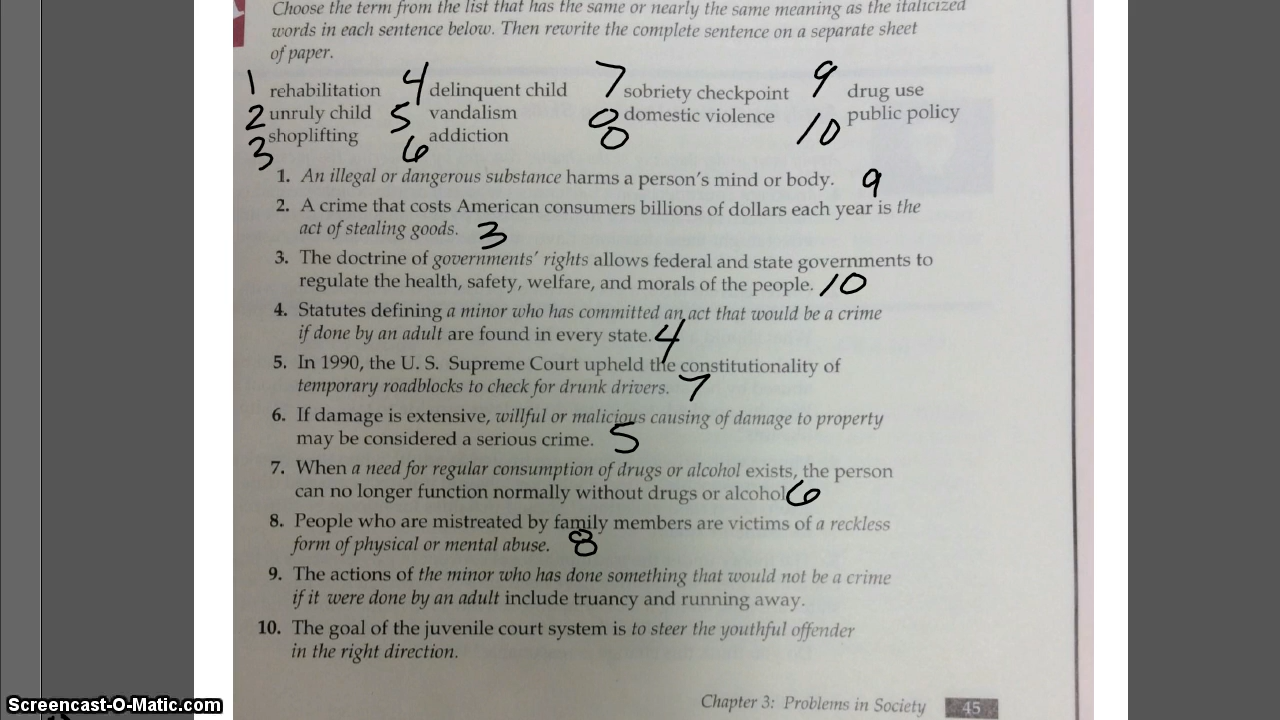 Choose the term from the list that has the same or nearly the same meaning as the italicized
words in each sentence below. Then rewrite the complete sentence on a separate sheet
of paper.
1 rehabilitation 4 delinquent child 7 sobriety checkpoint 9 drug use
2 unruly child 5 vandalism 8 domestic violence 10 public policy
3 shoplifting 6 addiction
1. An illegal or dangerous substance harms a person's mind or body. 9
2. A crime that costs American consumers billions of dollars each year is the
act of stealing goods. 3
3. The doctrine of governments' rights allows federal and state governments to
regulate the health, safety, welfare, and morals of the people. 10
4. Statutes defining a minor who has committed an act that would be a crime
if done by an adult are found in every state. 4
5. In 1990, the U. S. Supreme Court upheld the constitutionality of
temporary roadblocks to check for drunk drivers. 7
6. If damage is extensive, willful or malicious causing of damage to property
may be considered a serious crime. 5
7. When a need for regular consumption of drugs or alcohol exists, the person
can no longer function normally without drugs or alcohol 6
8. People who are mistreated by family members are victims of a reckless
form of physical or mental abuse. 8
9. The actions of the minor who has done something that would not be a crime
if it were done by an adult include truancy and running away.
10. The goal of the juvenile court system is to steer the youthful offender
in the right direction.
Chapter 3: Problems in Society 45
Screencast-O-Matic.com